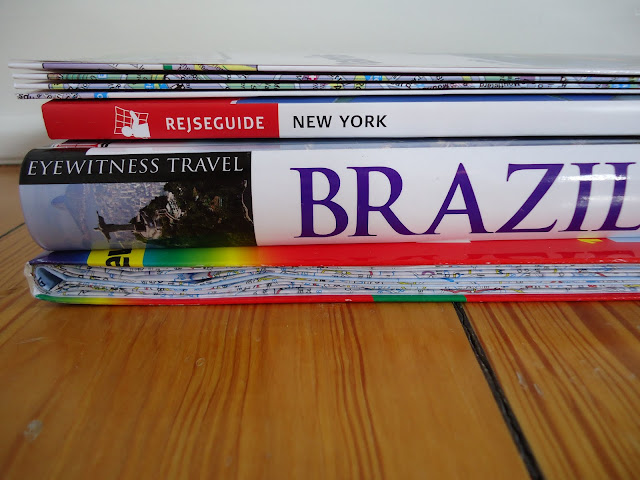 REJSEGUIDE NEW YORK
EYEWITNESS TRAVEL
BRAZIL